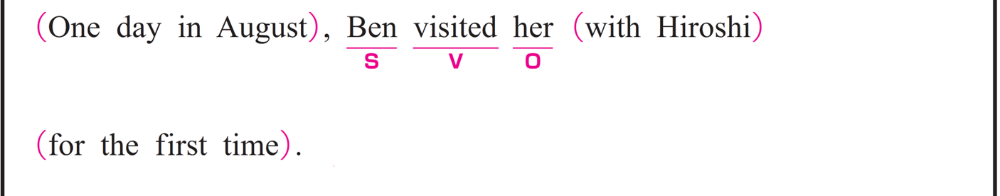 (One day in August), Ben visited her (with Hiroshi)
S V O
(for the first time).